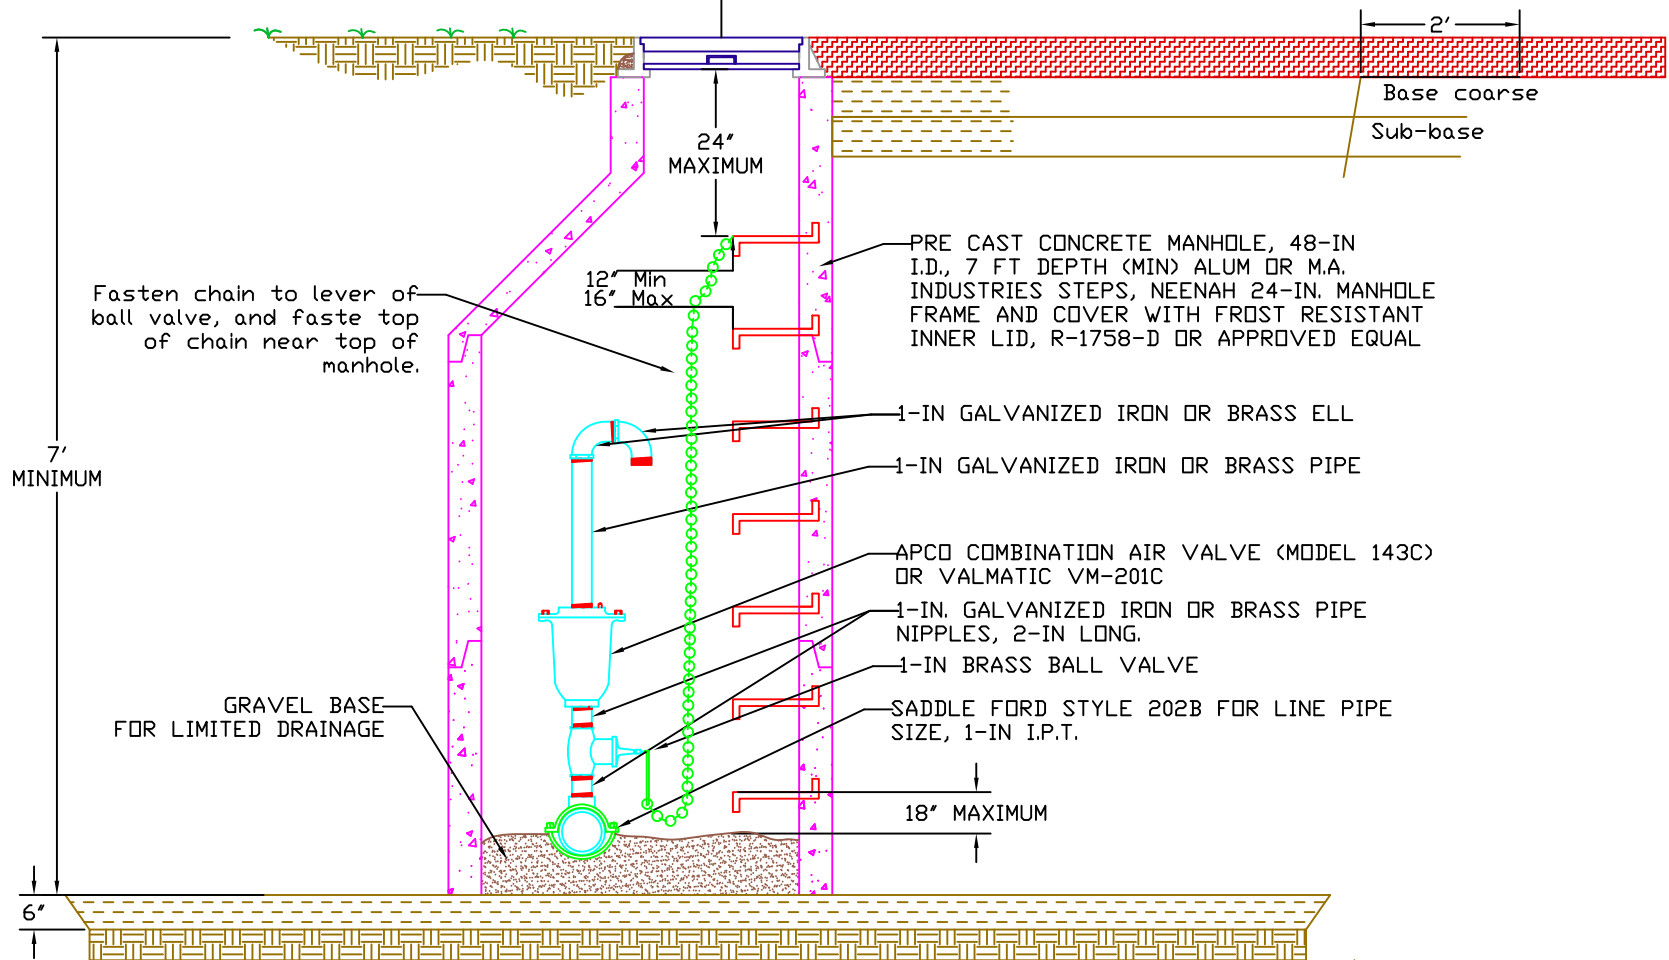 2'
Base coarse
Sub-base
24"
MAXIMUM
PRE CAST CONCRETE MANHOLE, 48-IN
I.D., 7 FT DEPTH (MIN) ALUM OR M.A.
INDUSTRIES STEPS, NEENAH 24-IN. MANHOLE
FRAME AND COVER WITH FROST RESISTANT
INNER LID, R-1758-D OR APPROVED EQUAL
12" Min
16" Max
Fasten chain to lever of
ball valve, and faste top
of chain near top of
manhole.
1-IN GALVANIZED IRON OR BRASS ELL
7'
MINIMUM
1-IN GALVANIZED IRON OR BRASS PIPE
APCO COMBINATION AIR VALVE (MODEL 143C)
OR VALMATIC VM-201C
1-IN. GALVANIZED IRON OR BRASS PIPE
NIPPLES, 2-IN LONG.
1-IN BRASS BALL VALVE
GRAVEL BASE
FOR LIMITED DRAINAGE
SADDLE FORD STYLE 202B FOR LINE PIPE
SIZE, 1-IN I.P.T.
18" MAXIMUM
6"